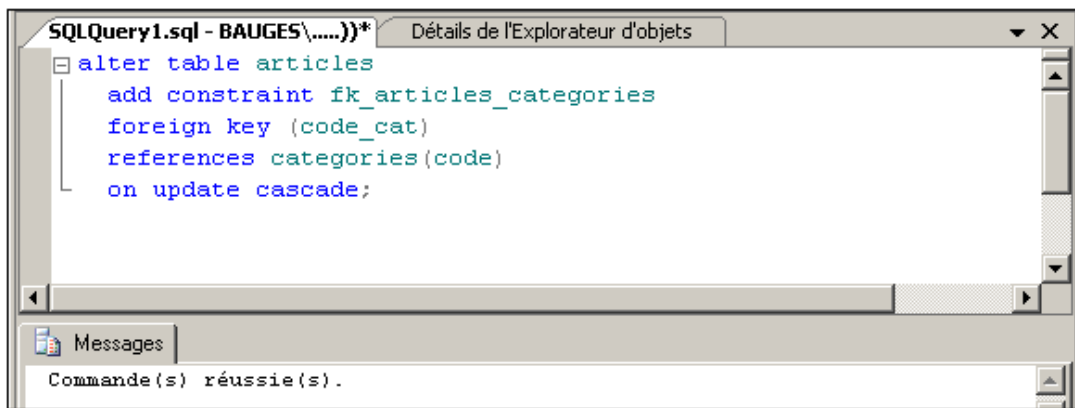 SQLQuery1.sql - BAUGES\.....))* Détails de l'Explorateur d'objets
alter table articles
add constraint fk_articles_categories
foreign key (code_cat)
references categories(code)
on update cascade;
Messages
Commande(s) réussie(s).